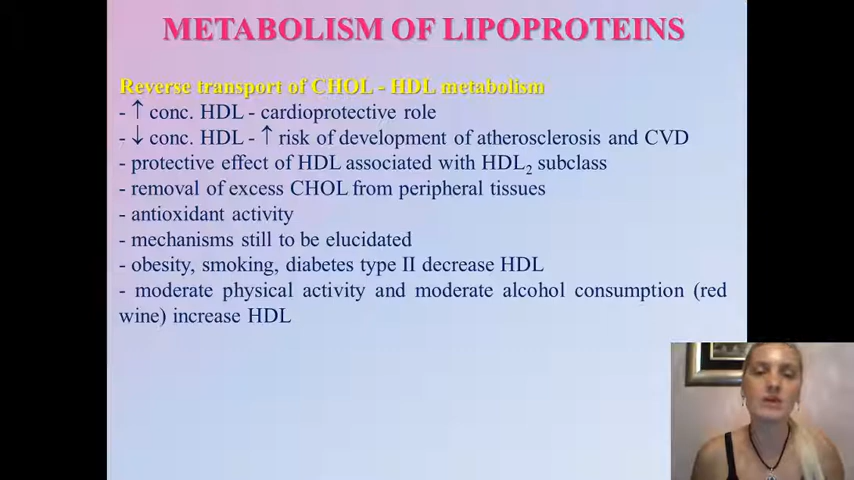 METABOLISM OF LIPOPROTEINS
Reverse transport of CHOL - HDL metabolism
- ↑ conc. HDL - cardioprotective role
- ↓ conc. HDL - ↑ risk of development of atherosclerosis and CVD
- protective effect of HDL associated with HDL₂ subclass
- removal of excess CHOL from peripheral tissues
- antioxidant activity
- mechanisms still to be elucidated
- obesity, smoking, diabetes type II decrease HDL
- moderate physical activity and moderate alcohol consumption (red
wine) increase HDL